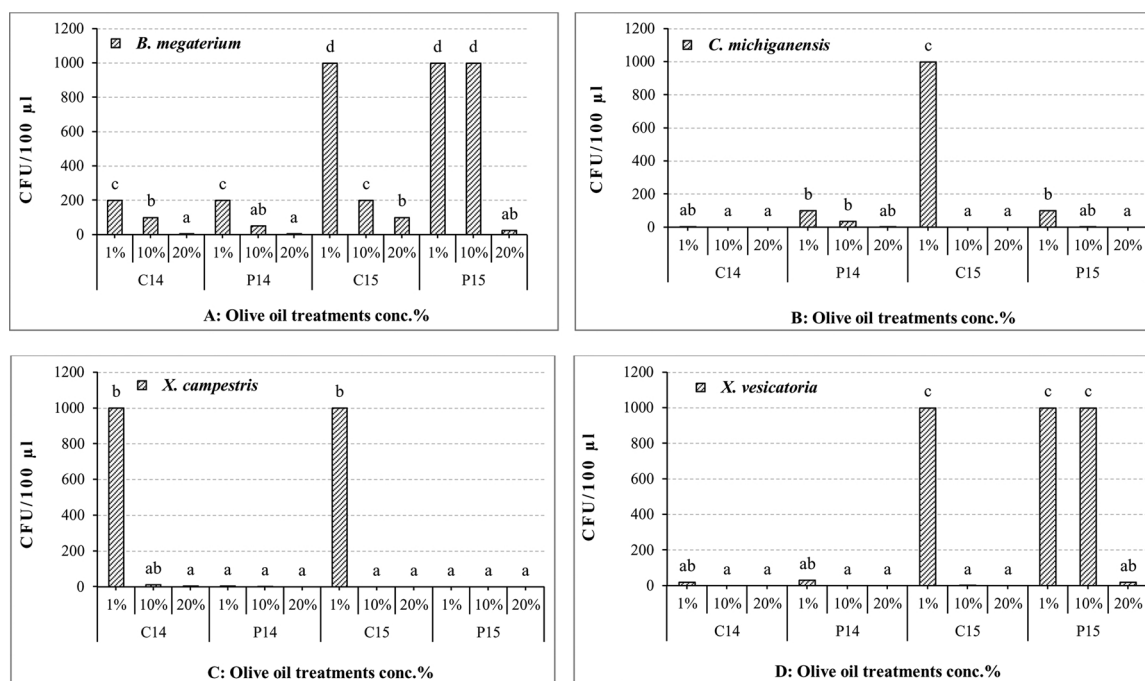 1200
1000
800
600
400
200
0
CFU/100 µl
B. megaterium
c b a c ab a d c b d d ab
1% 10% 20% 1% 10% 20% 1% 10% 20% 1% 10% 20%
C14 P14 C15 P15
A: Olive oil treatments conc.%
1200
1000
800
600
400
200
0
CFU/100 µl
C. michiganensis
ab a a b b ab c a a b ab a
1% 10% 20% 1% 10% 20% 1% 10% 20% 1% 10% 20%
C14 P14 C15 P15
B: Olive oil treatments conc.%
1200
1000
800
600
400
200
0
CFU/100 µl
X. campestris
b ab a a a a b a a a a a
1% 10% 20% 1% 10% 20% 1% 10% 20% 1% 10% 20%
C14 P14 C15 P15
C: Olive oil treatments conc.%
1200
1000
800
600
400
200
0
CFU/100 µl
X. vesicatoria
ab a a ab a a c a a c c ab
1% 10% 20% 1% 10% 20% 1% 10% 20% 1% 10% 20%
C14 P14 C15 P15
D: Olive oil treatments conc.%